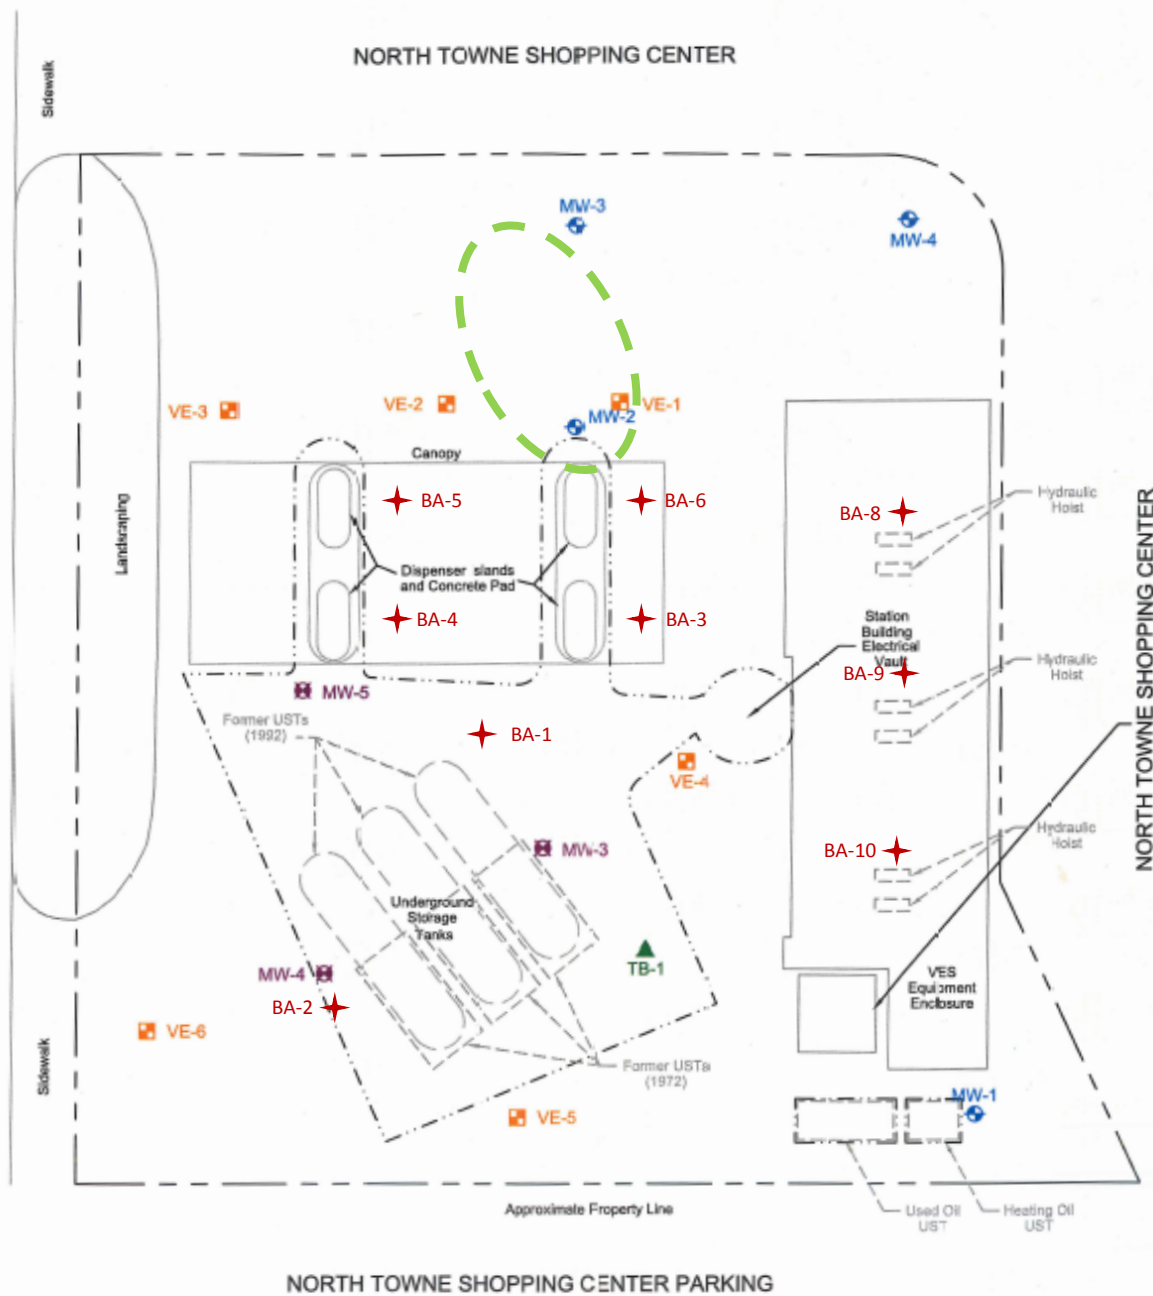 NORTH TOWNE SHOPPING CENTER
Sidewalk
MW-3
MW-4
VE-3
VE-2
VE-1
MW-2
Canopy
BA-5
BA-6
BA-8
Hydraulic
Hoist
Landscaping
Dispenser Islands
and Concrete Pad
BA-4
BA-3
Station
Building
Electrical
Vault
BA-9
Hydraulic
Hoist
NORTH TOWNE SHOPPING CENTER
MW-5
Former USTs
(1992)
BA-1
VE-4
MW-3
BA-10
Hydraulic
Hoist
Underground
Storage
Tanks
TB-1
MW-4
BA-2
VES
Equipment
Enclosure
VE-6
Sidewalk
Former USTs
(1972)
MW-1
VE-5
Approximate Property Line
Used Oil
UST
Heating Oil
UST
NORTH TOWNE SHOPPING CENTER PARKING